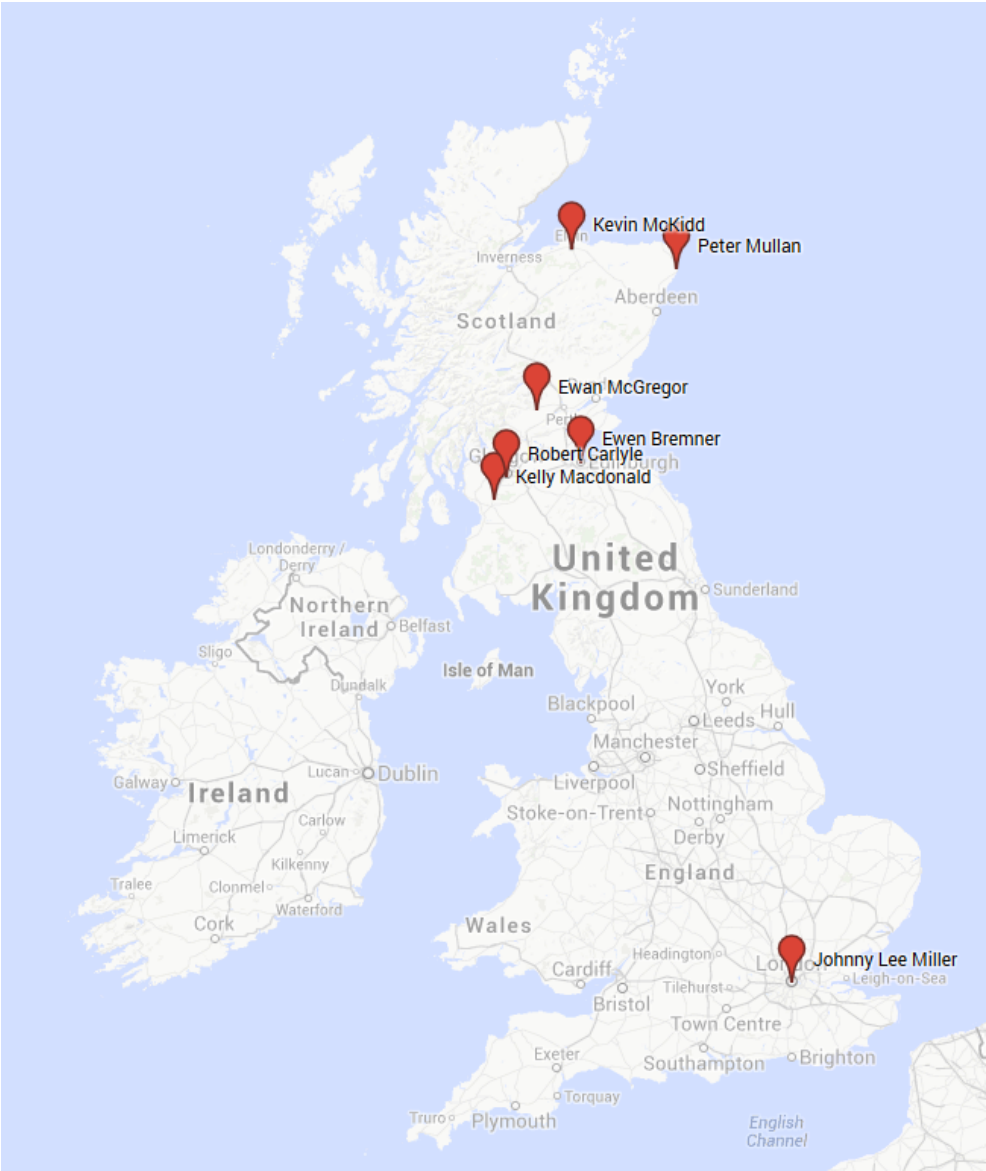 Kevin McKidd
Elgin
Peter Mullan
Inverness
Aberdeen
Scotland
Ewan McGregor
Perth
Ewen Bremner
Robert Carlyle
Edinburgh
Kelly Macdonald
United
Kingdom
Londonderry /
Derry
Sunderland
Northern
Ireland
Belfast
Sligo
Isle of Man
Dundalk
York
Blackpool
Hull
Leeds
Manchester
Lucan
Dublin
Sheffield
Galway
Liverpool
Ireland
Nottingham
Stoke-on-Trent
Carlow
Limerick
Derby
Kilkenny
England
Tralee
Clonmel
Waterford
Cork
Wales
Headington
London
Johnny Lee Miller
Cardiff
Leigh-on-Sea
Tilehurst
Bristol
Town Centre
Exeter
Southampton
Brighton
Torquay
Truro
Plymouth
English
Channel